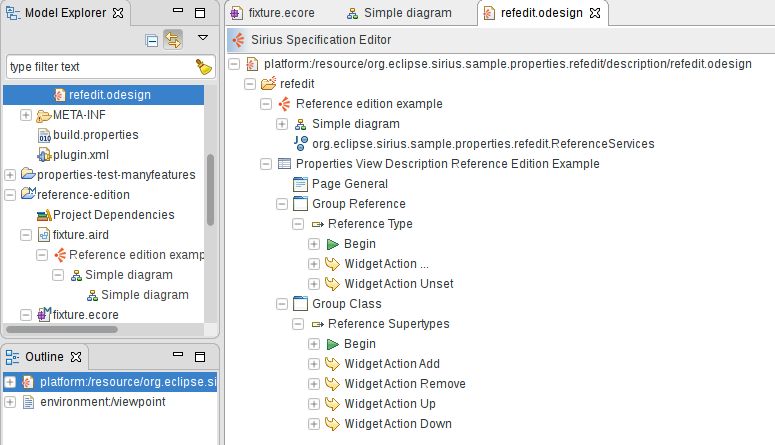 Model Explorer
type filter text
refedit.odesign
META-INF
build.properties
plugin.xml
properties-test-manyfeatures
reference-edition
Project Dependencies
fixture.aird
Reference edition examp
Simple diagram
Simple diagram
fixture.ecore
Outline
platform:/resource/org.eclipse.si
environment:/viewpoint
fixture.ecore
Simple diagram
refedit.odesign
Sirius Specification Editor
platform:/resource/org.eclipse.sirius.sample.properties.refedit/description/refedit.odesign
refedit
Reference edition example
Simple diagram
org.eclipse.sirius.sample.properties.refedit.ReferenceServices
Properties View Description Reference Edition Example
Page General
Group Reference
Reference Type
Begin
WidgetAction ...
WidgetAction Unset
Group Class
Reference Supertypes
Begin
WidgetAction Add
WidgetAction Remove
WidgetAction Up
WidgetAction Down